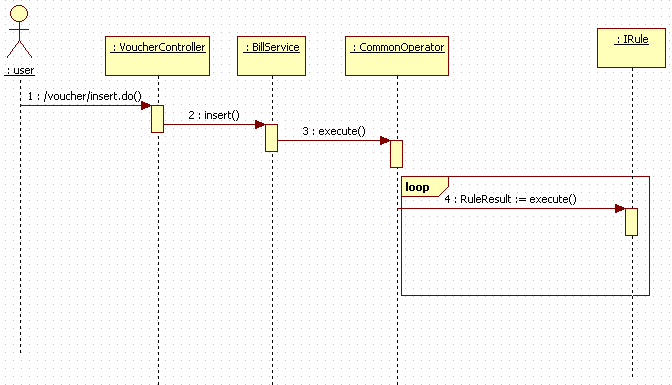 : user
: VoucherController
: BillService
: CommonOperator
: IRule
1 : /voucher/insert.do()
2 : insert()
3 : execute()
loop
4 : RuleResult := execute()